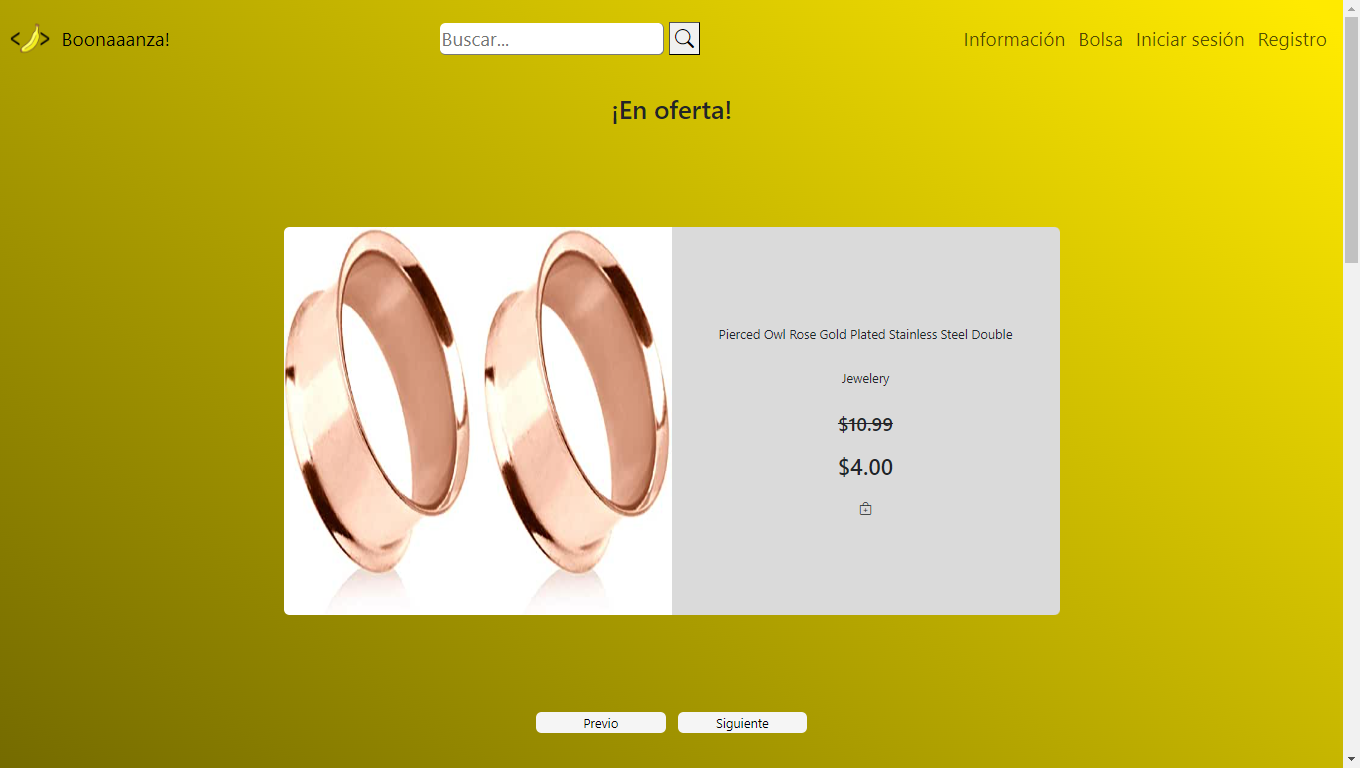 Boonaaanza!
Buscar...
Información Bolsa Iniciar sesión Registro
¡En oferta!
Pierced Owl Rose Gold Plated Stainless Steel Double
Jewelery
$10.99
$4.00
Previo
Siguiente